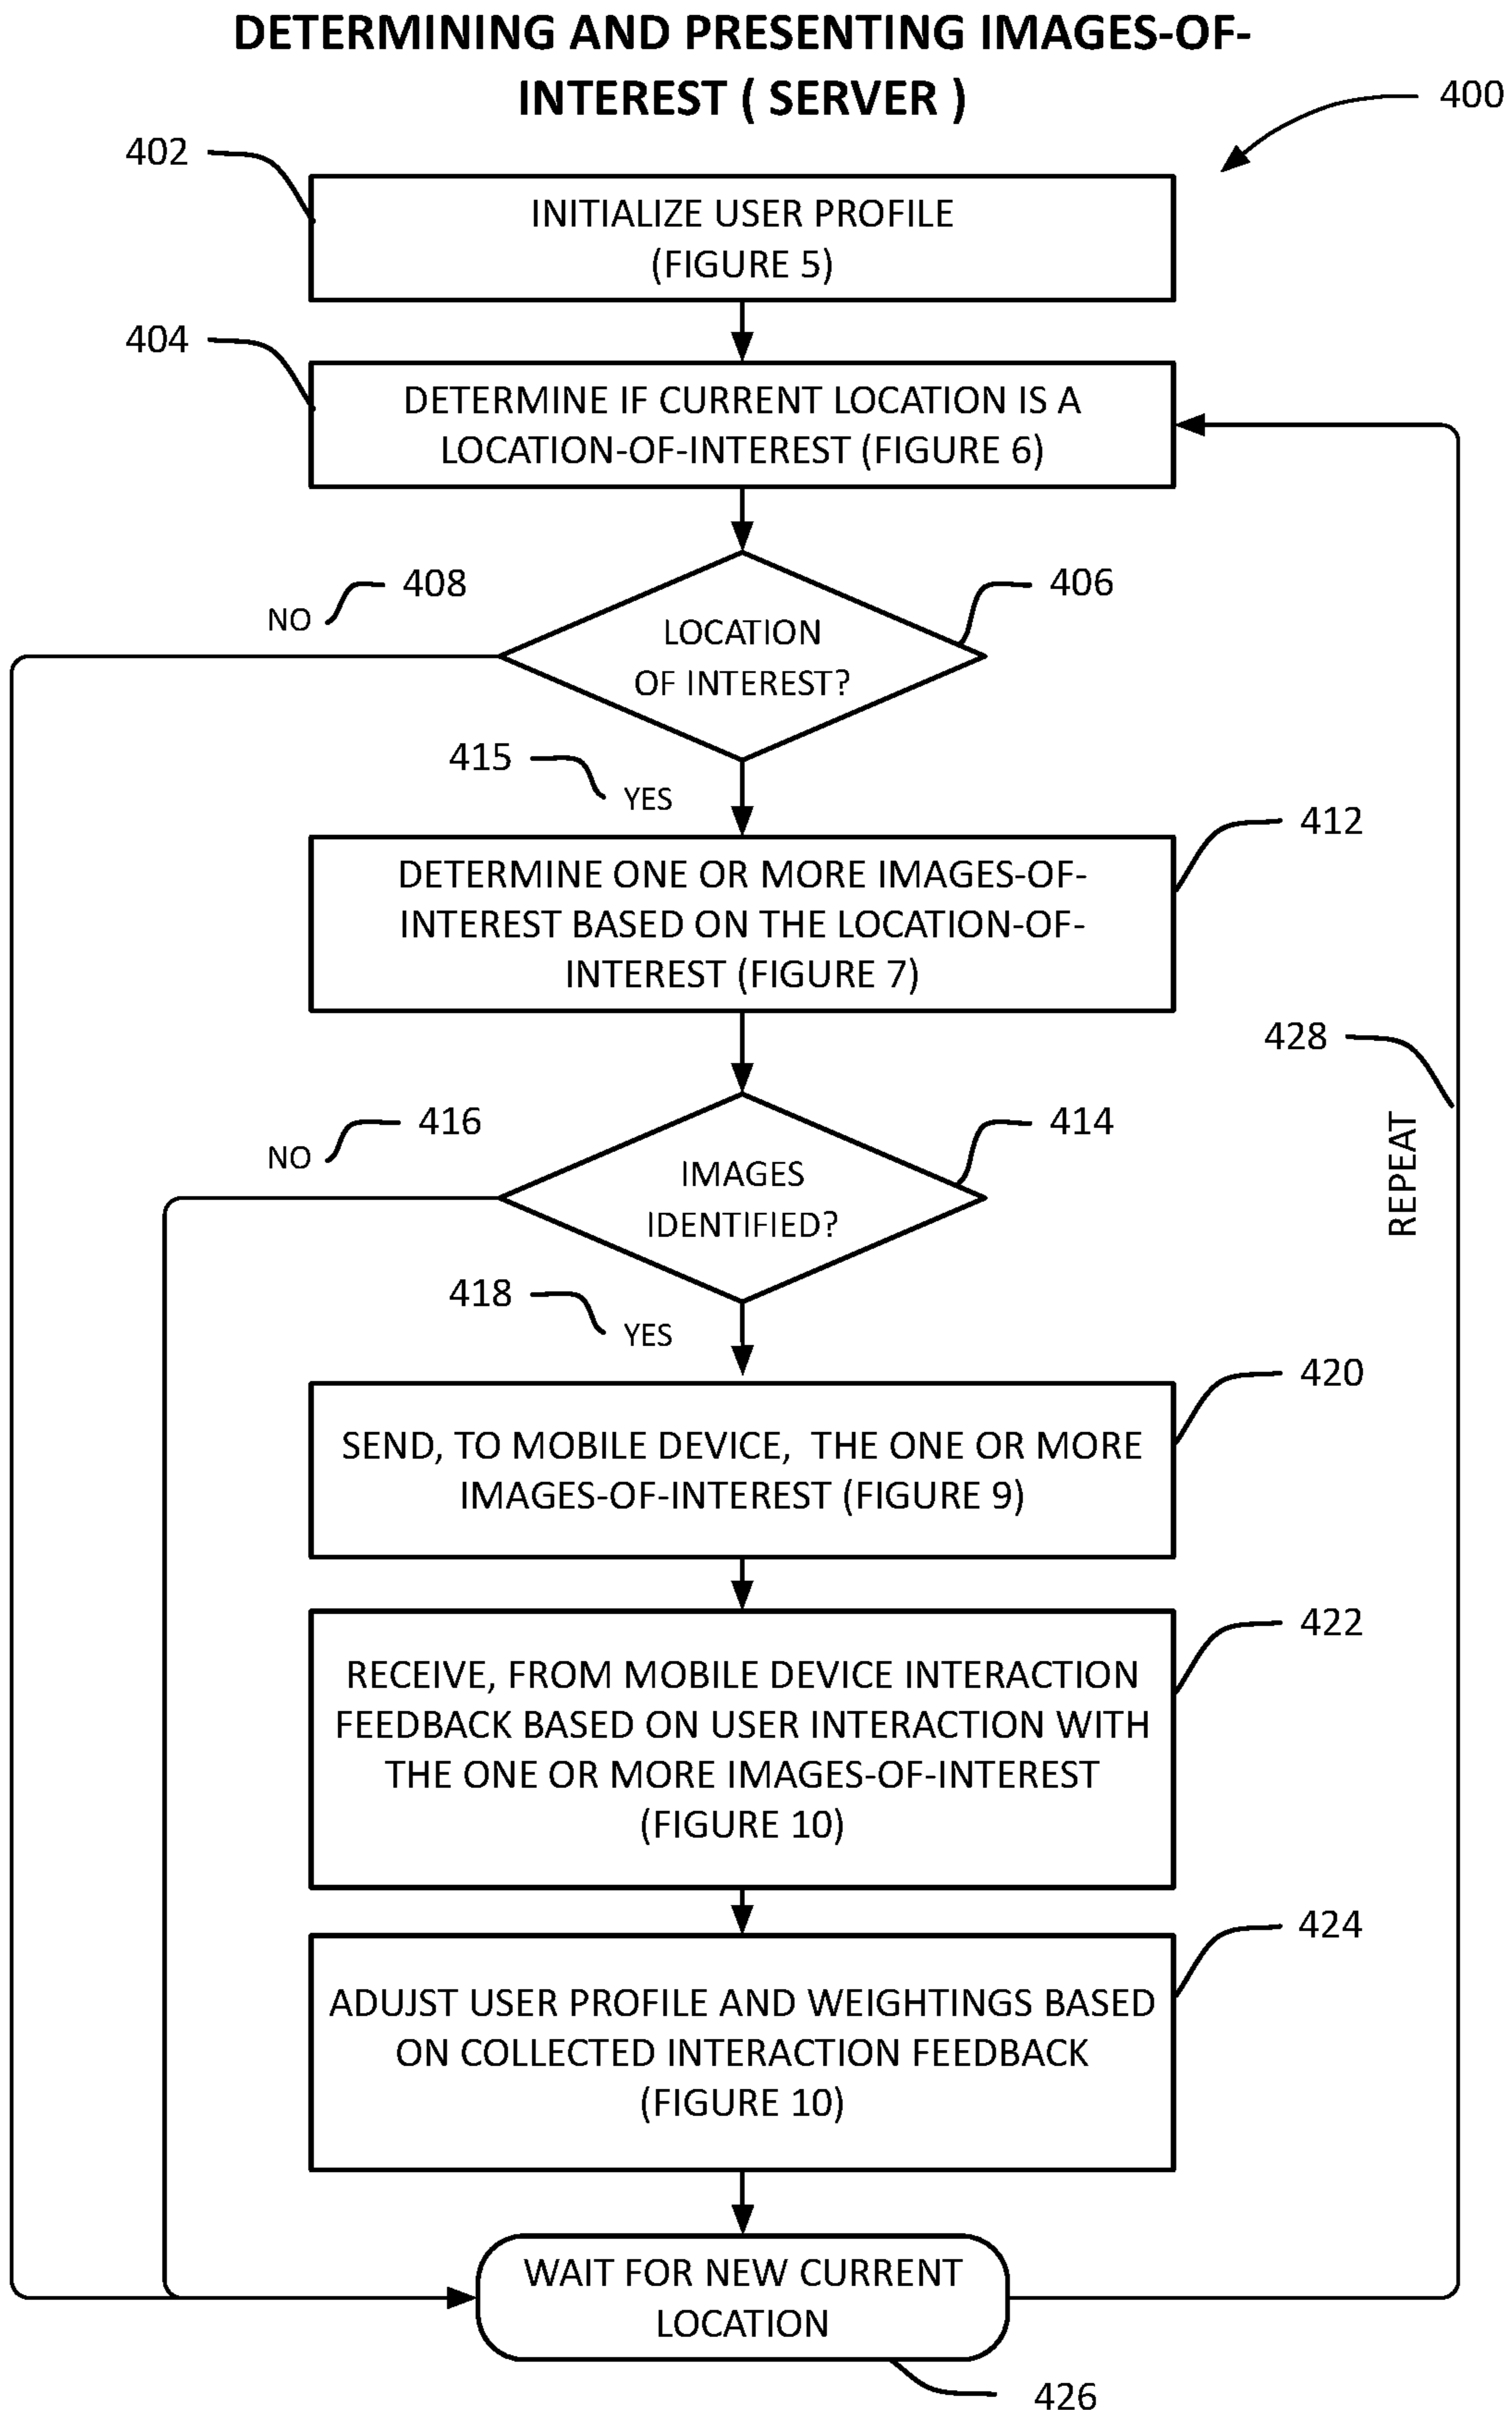 DETERMINING AND PRESENTING IMAGES-OF-
INTEREST ( SERVER )
400
402
INITIALIZE USER PROFILE
(FIGURE 5)
404
DETERMINE IF CURRENT LOCATION IS A
LOCATION-OF-INTEREST (FIGURE 6)
408
NO
406
LOCATION
OF INTEREST?
415
YES
412
DETERMINE ONE OR MORE IMAGES-OF-
INTEREST BASED ON THE LOCATION-OF-
INTEREST (FIGURE 7)
428
REPEAT
416
NO
414
IMAGES
IDENTIFIED?
418
YES
420
SEND, TO MOBILE DEVICE, THE ONE OR MORE
IMAGES-OF-INTEREST (FIGURE 9)
422
RECEIVE, FROM MOBILE DEVICE INTERACTION
FEEDBACK BASED ON USER INTERACTION WITH
THE ONE OR MORE IMAGES-OF-INTEREST
(FIGURE 10)
424
ADUJST USER PROFILE AND WEIGHTINGS BASED
ON COLLECTED INTERACTION FEEDBACK
(FIGURE 10)
WAIT FOR NEW CURRENT
LOCATION
426